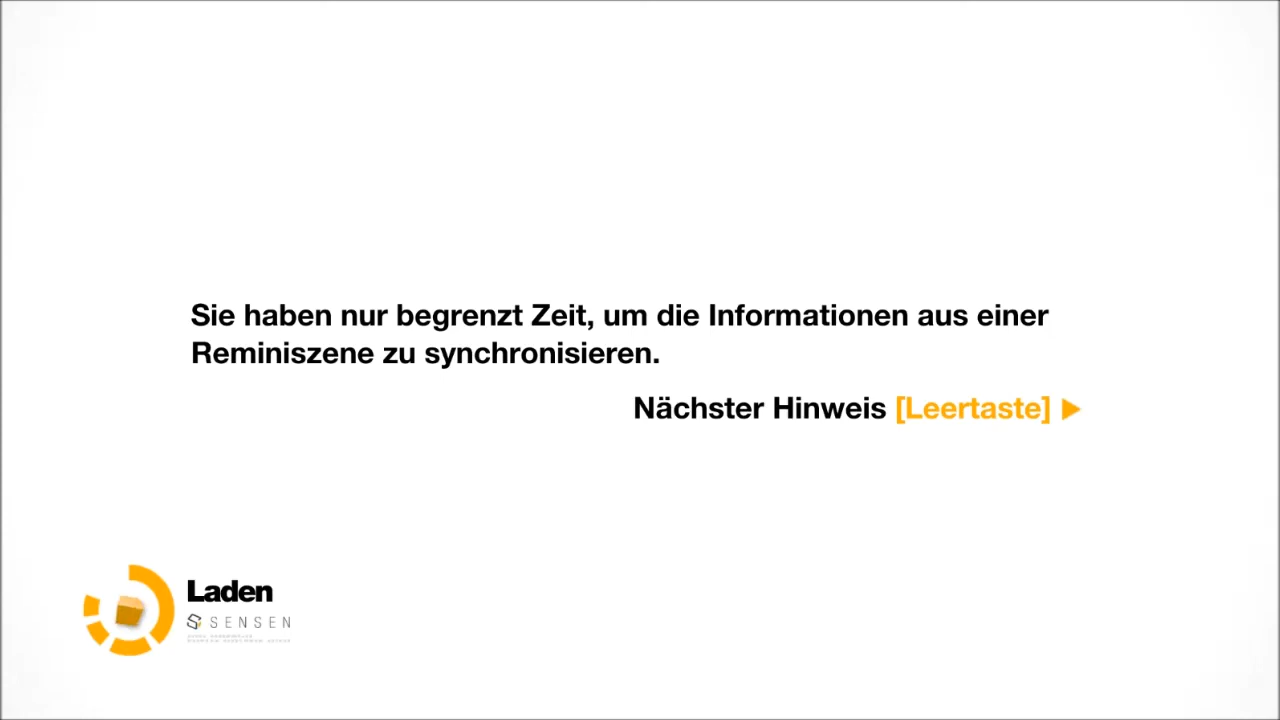 Sie haben nur begrenzt Zeit, um die Informationen aus einer
Reminiszene zu synchronisieren.
Nächster Hinweis [Leertaste]
Laden
SENSEN